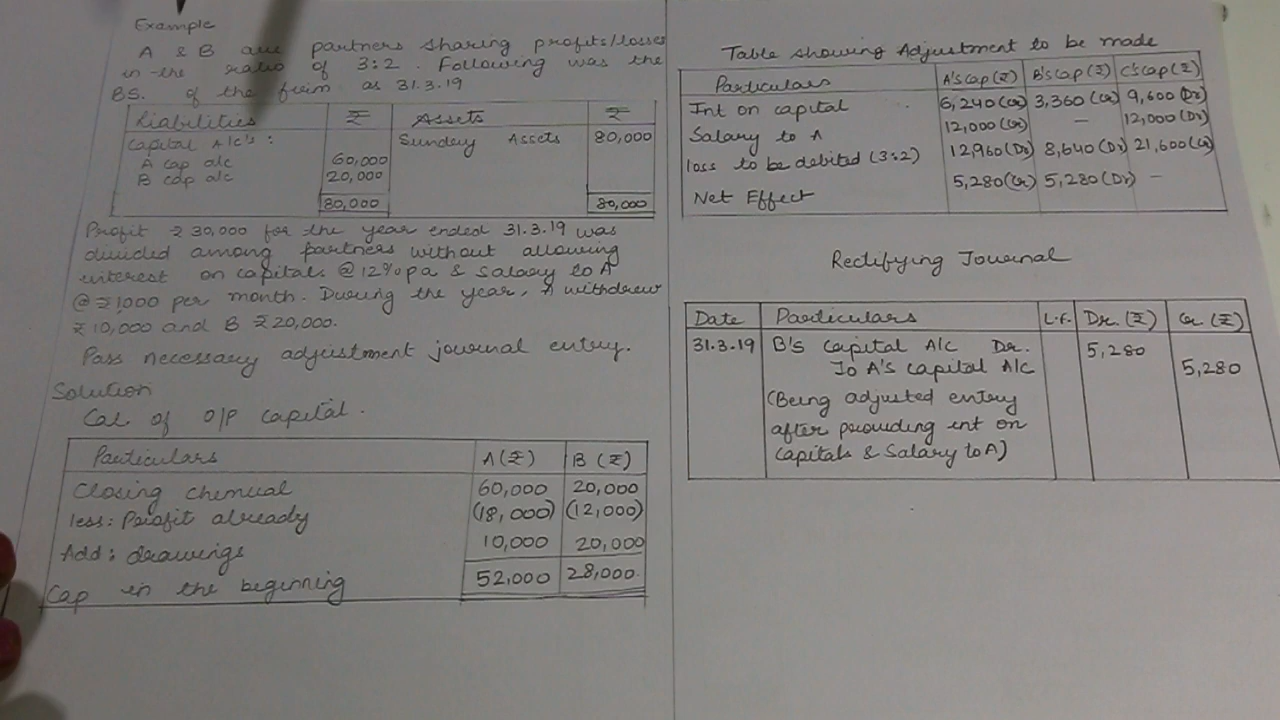 Example
A & B are partners sharing profits/losses
in the ratio of 3:2. Following was the
BS. of the firm as 31.3.19
Liabilities ₹ Assets ₹
Capital A/c's: Sundry Assets 80,000
A cap a/c 60,000
B cap a/c 20,000
80,000 80,000
Profit ₹30,000 for the year ended 31.3.19 was
divided among partners without allowing
interest on capitals @12% pa & salary to A
@₹1,000 per month. During the year, A withdrew
₹10,000 and B ₹20,000.
Pass necessary adjustment journal entry.
Solution
Cal of O/P capital.
Particulars A(₹) B(₹)
Closing chemical 60,000 20,000
less: Profit already (18,000) (12,000)
Add: drawings 10,000 20,000
Cap in the beginning 52,000 28,000
Table showing Adjustment to be made
Particulars A's Cap (₹) B's Cap (₹) C's Cap (₹)
Int on capital 6,240(Cr) 3,360(Cr) 9,600(Dr)
Salary to A 12,000(Cr) – 12,000(Dr)
loss to be debited (3:2) 12,960(Dr) 8,640(Dr) 21,600(Cr)
Net Effect 5,280(Cr) 5,280(Dr) –
Rectifying Journal
Date Particulars L.f. Dr.(₹) Cr.(₹)
31.3.19 B's capital A/c Dr. 5,280
To A's capital A/c 5,280
(Being adjusted entry
after providing int on
capitals & salary to A)